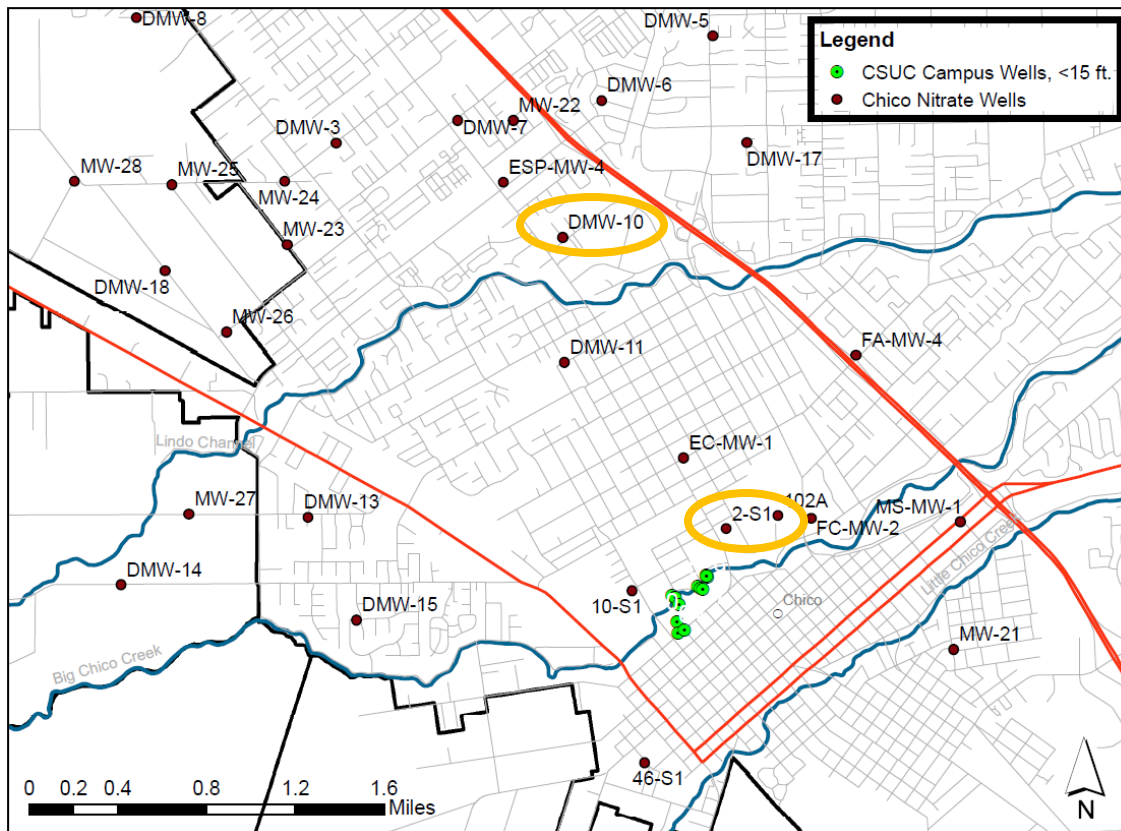 DMW-8
DMW-5
Legend
CSUC Campus Wells, <15 ft.
Chico Nitrate Wells
DMW-6
MW-22
DMW-7
DMW-3
DMW-17
ESP-MW-4
MW-28
MW-25
MW-24
DMW-10
MW-23
DMW-18
MW-26
DMW-11
FA-MW-4
Lindo Channel
EC-MW-1
MW-27
DMW-13
2-S1
102A
FC-MW-2
MS-MW-1
Little Chico Creek
DMW-14
DMW-15
10-S1
Chico
MW-21
Big Chico Creek
46-S1
0 0.2 0.4 0.8 1.2 1.6
Miles
N